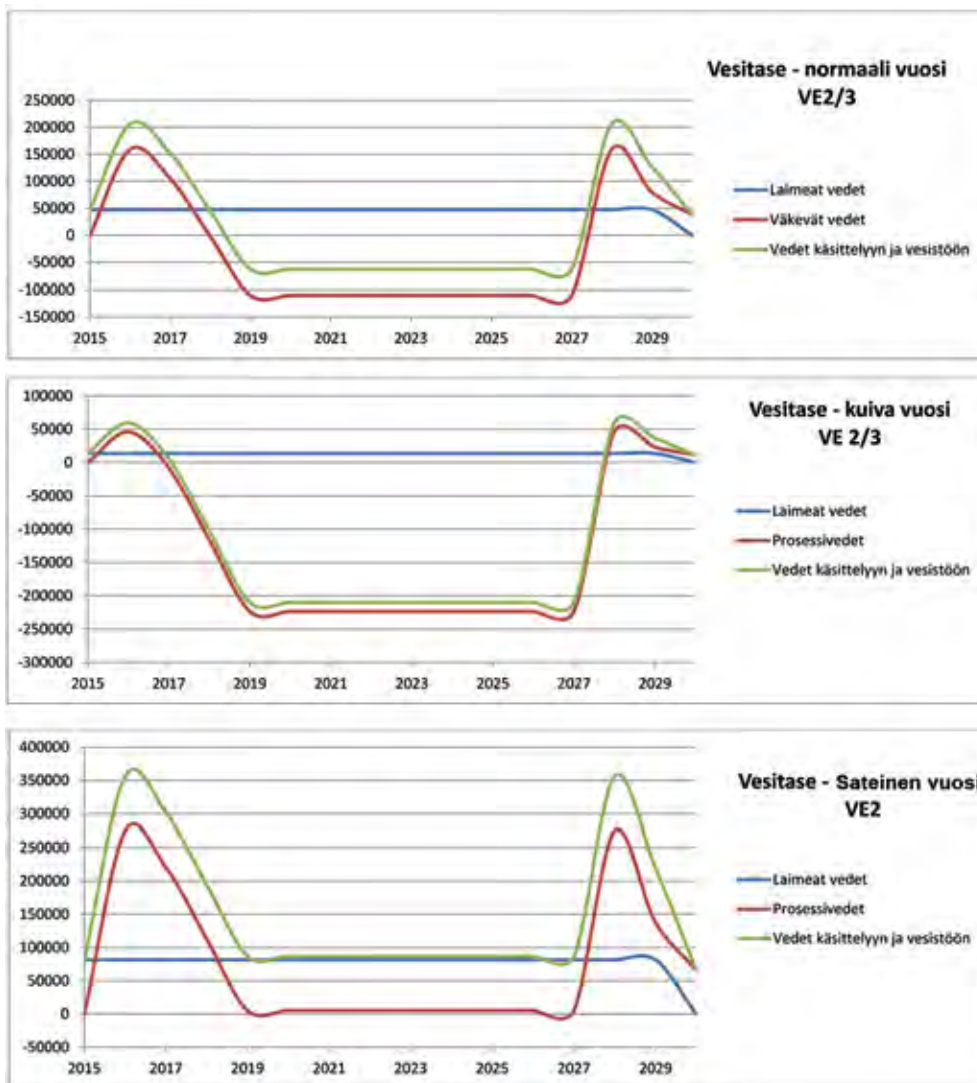 Vesitase - normaali vuosi
VE2/3
250000
200000
150000
100000
50000
0
-50000
-100000
-150000
2015 2017 2019 2021 2023 2025 2027 2029
Laimeat vedet
Väkevät vedet
Vedet käsittelyyn ja vesistöön
Vesitase - kuiva vuosi
VE 2/3
100000
50000
0
-50000
-100000
-150000
-200000
-250000
-300000
2015 2017 2019 2021 2023 2025 2027 2029
Laimeat vedet
Prosessivedet
Vedet käsittelyyn ja vesistöön
Vesitase - Sateinen vuosi
VE2
400000
350000
300000
250000
200000
150000
100000
50000
0
-50000
2015 2017 2019 2021 2023 2025 2027 2029
Laimeat vedet
Prosessivedet
Vedet käsittelyyn ja vesistöön